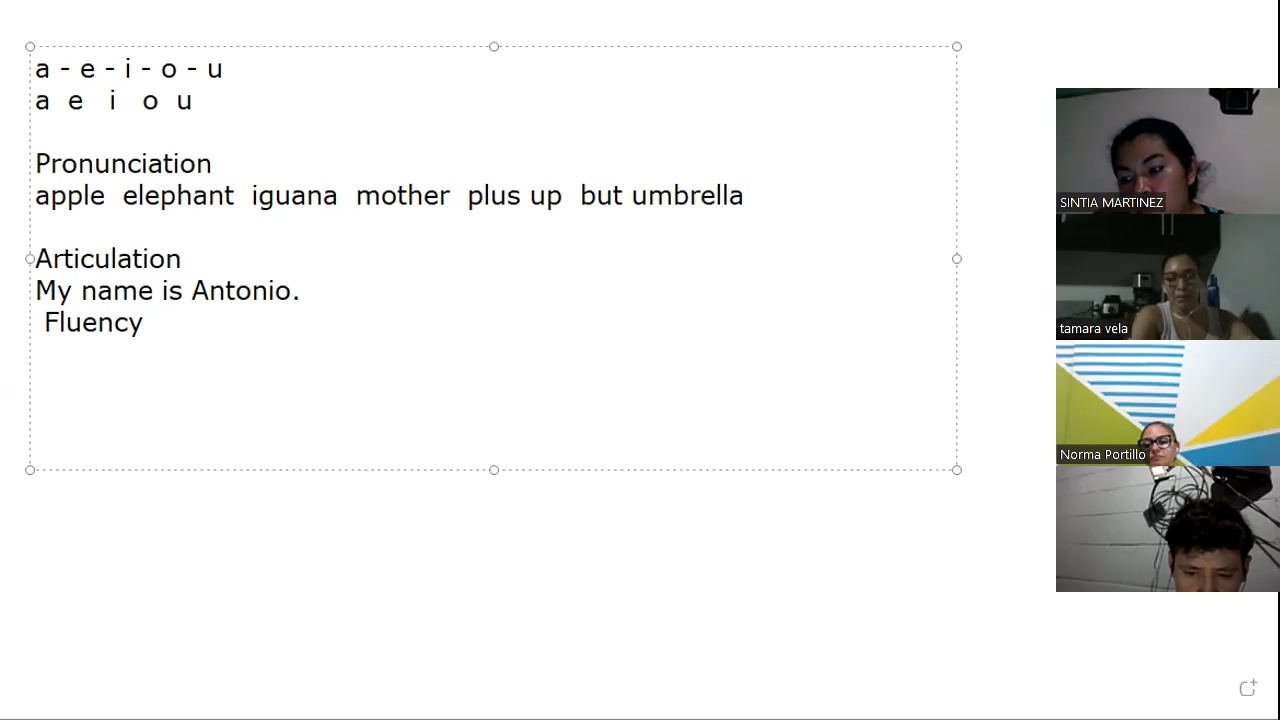 a - e - i - o - u
a e i o u
Pronunciation
apple elephant iguana mother plus up but umbrella
Articulation
My name is Antonio.
Fluency
SINTIA MARTINEZ
tamara vela
Norma Portillo